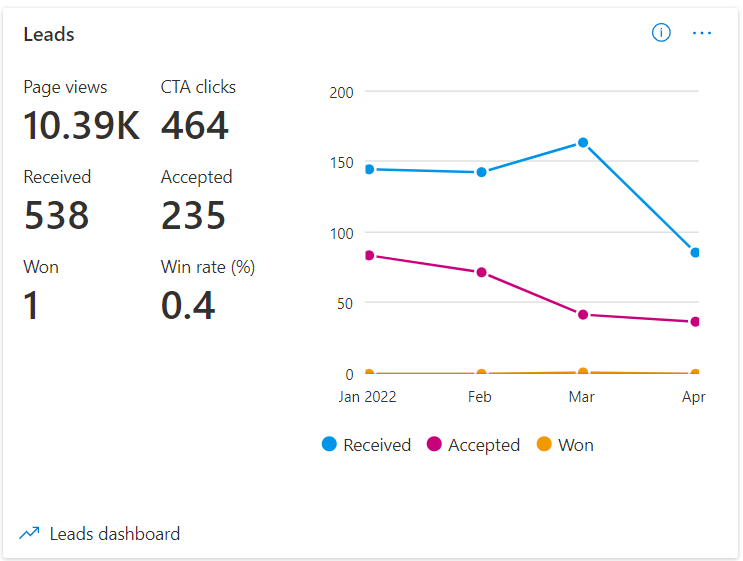 Leads
Page views CTA clicks
10.39K 464
Received Accepted
538 235
Won Win rate (%)
1 0.4
200
150
100
50
0
Jan 2022 Feb Mar Apr
Received Accepted Won
Leads dashboard